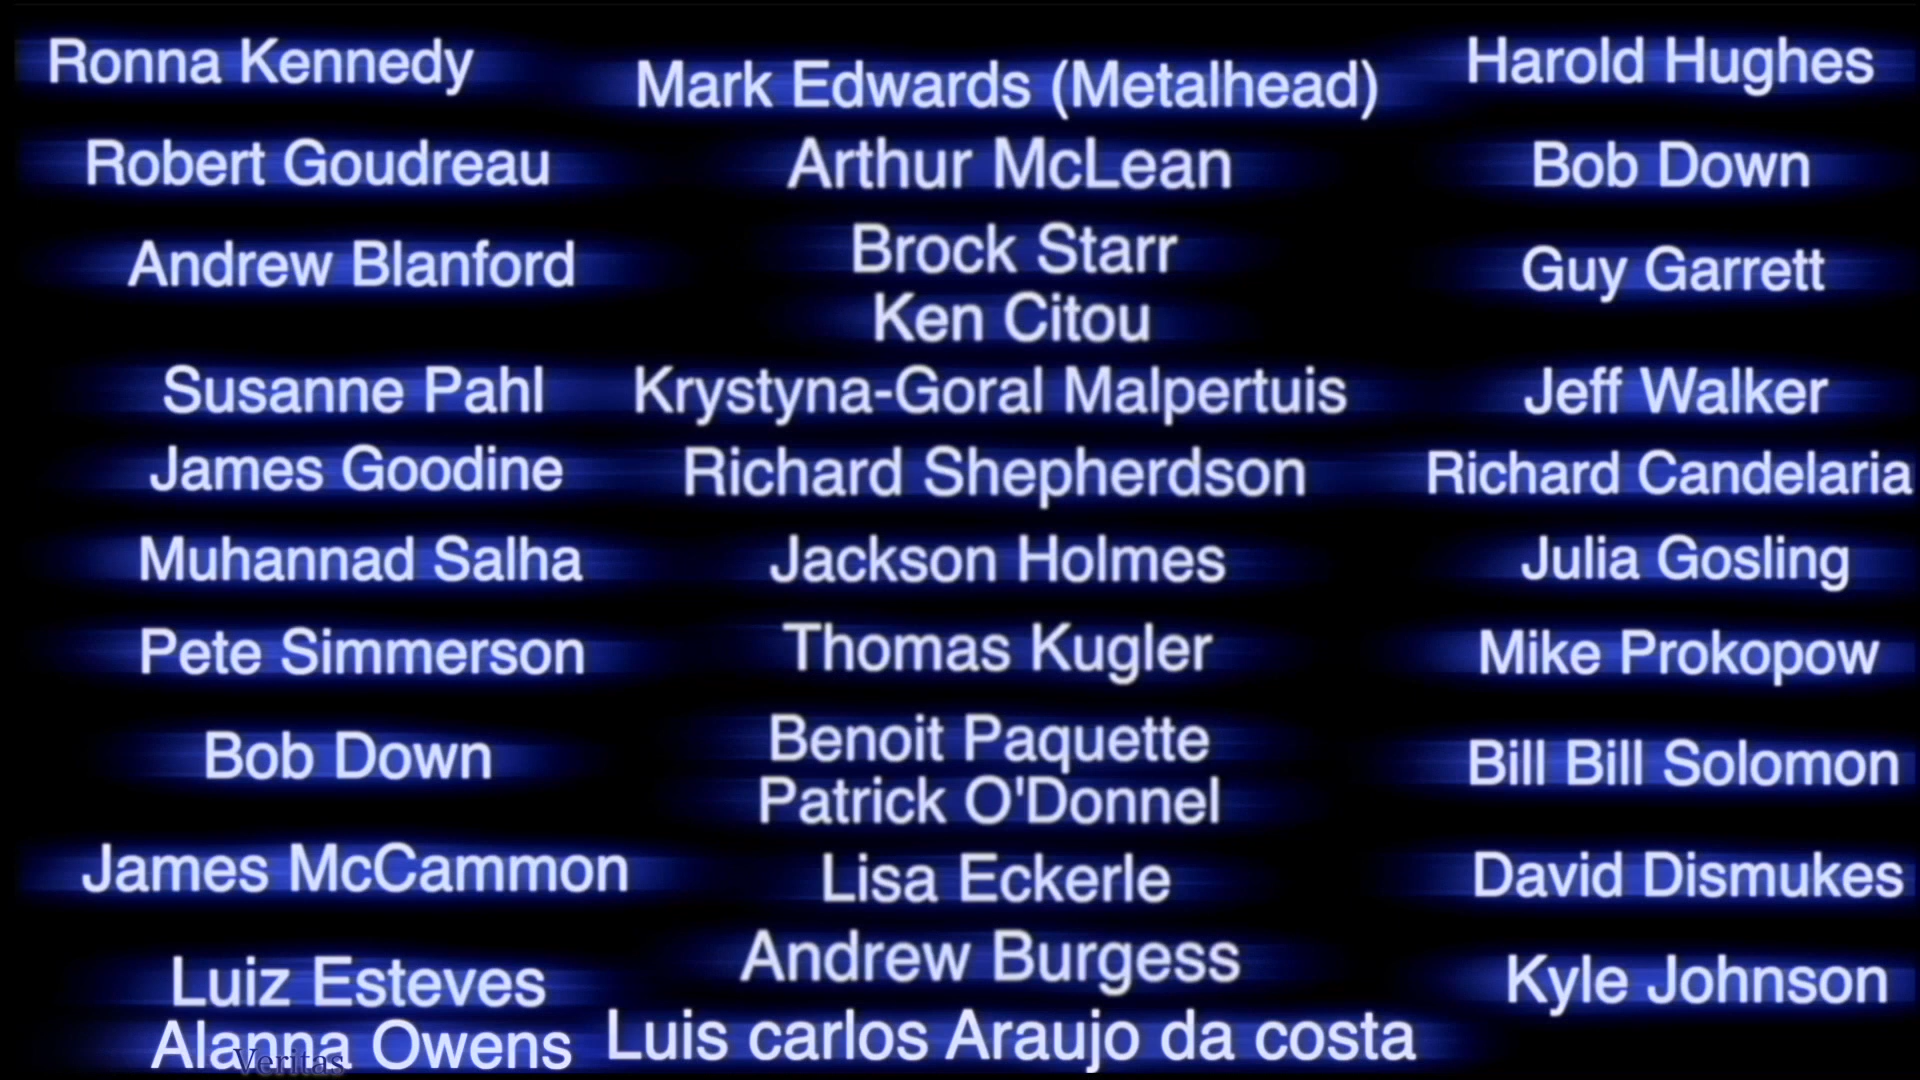 Ronna Kennedy
Robert Goudreau
Andrew Blanford
Susanne Pahl
James Goodine
Muhannad Salha
Pete Simmerson
Bob Down
James McCammon
Luiz Esteves
Alanna Owens
Veritas
Mark Edwards (Metalhead)
Arthur McLean
Brock Starr
Ken Citou
Krystyna-Goral Malpertuis
Richard Shepherdson
Jackson Holmes
Thomas Kugler
Benoit Paquette
Patrick O'Donnel
Lisa Eckerle
Andrew Burgess
Luis carlos Araujo da costa
Harold Hughes
Bob Down
Guy Garrett
Jeff Walker
Richard Candelaria
Julia Gosling
Mike Prokopow
Bill Bill Solomon
David Dismukes
Kyle Johnson